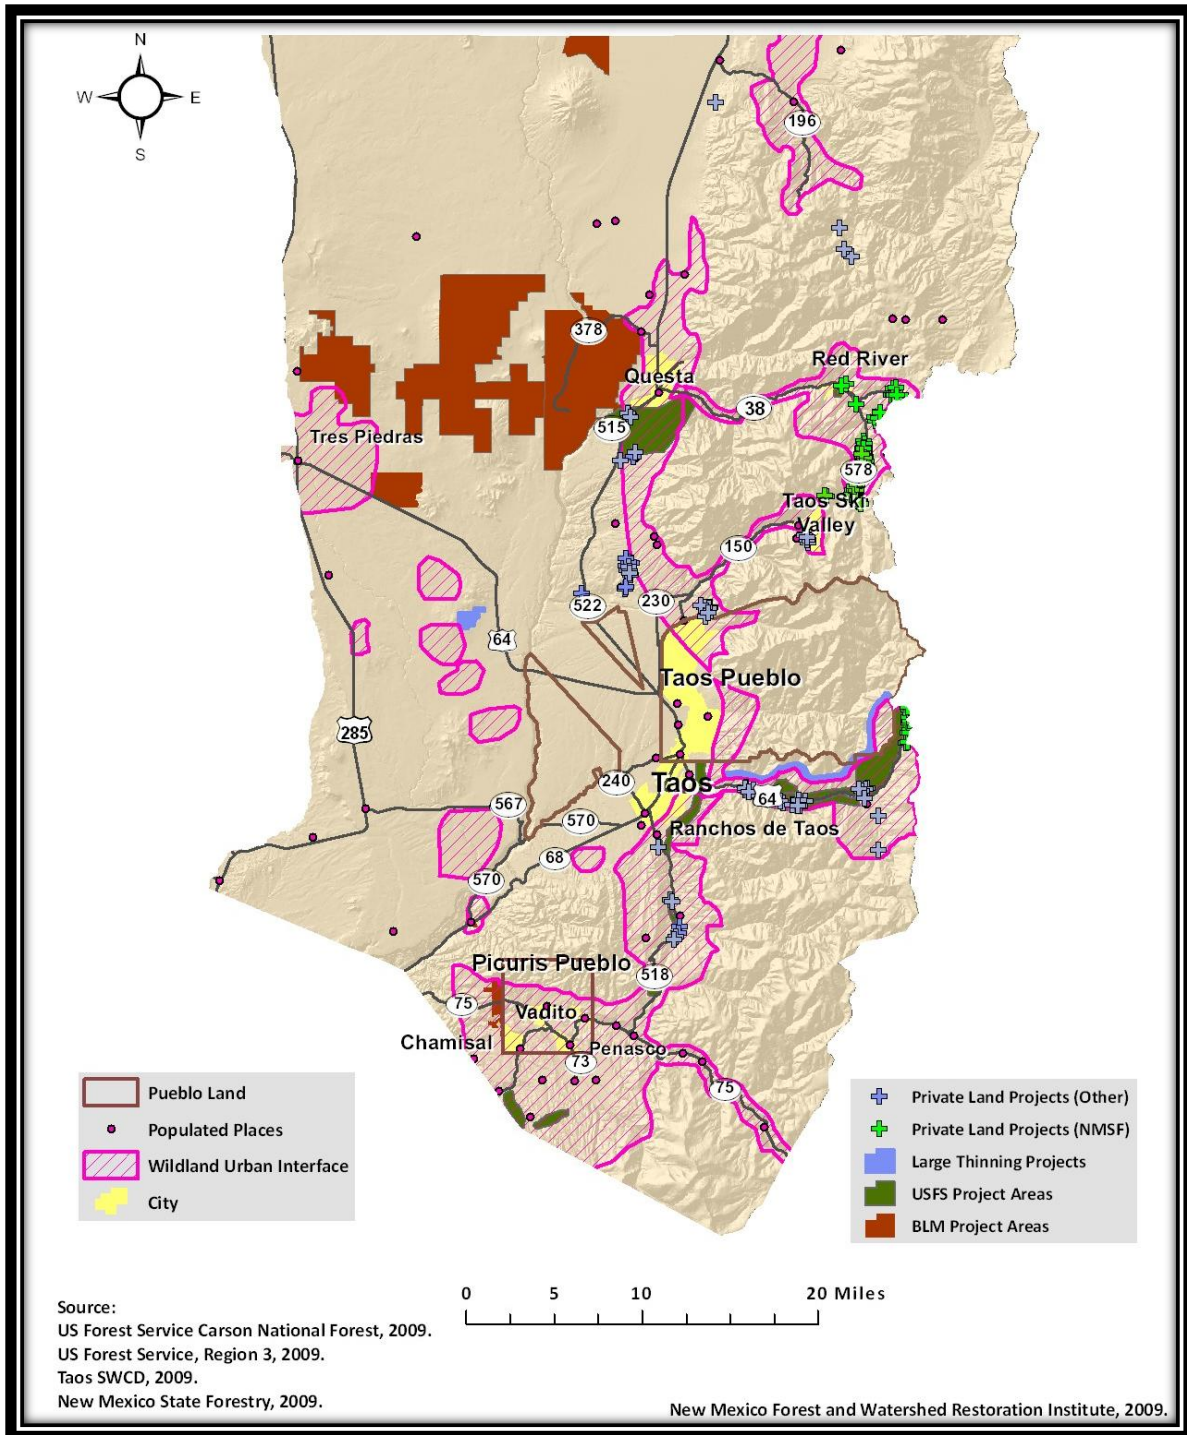 N
W E
S
196
378
Red River
Questa
38
515
Tres Piedras
578
Taos Ski
Valley
150
522
230
64
Taos Pueblo
285
Taos
240
64
567
570
Ranchos de Taos
68
570
Picuris Pueblo
518
75
Vadito
Chamisal
Penasco
73
75
Pueblo Land
Populated Places
Wildland Urban Interface
City
Private Land Projects (Other)
Private Land Projects (NMSF)
Large Thinning Projects
USFS Project Areas
BLM Project Areas
0 5 10 20 Miles
Source:
US Forest Service Carson National Forest, 2009.
US Forest Service, Region 3, 2009.
Taos SWCD, 2009.
New Mexico State Forestry, 2009.
New Mexico Forest and Watershed Restoration Institute, 2009.